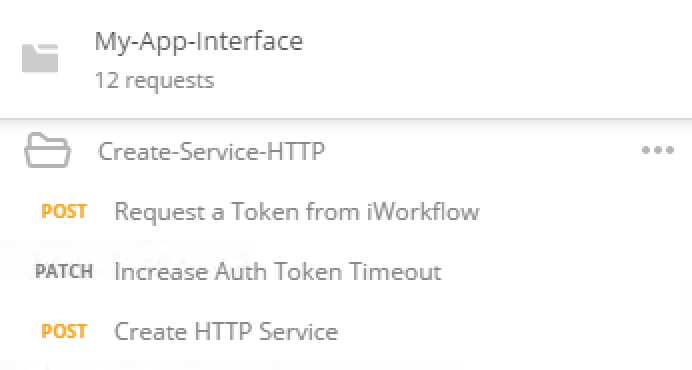 My-App-Interface
12 requests
Create-Service-HTTP
POST Request a Token from iWorkflow
PATCH Increase Auth Token Timeout
POST Create HTTP Service